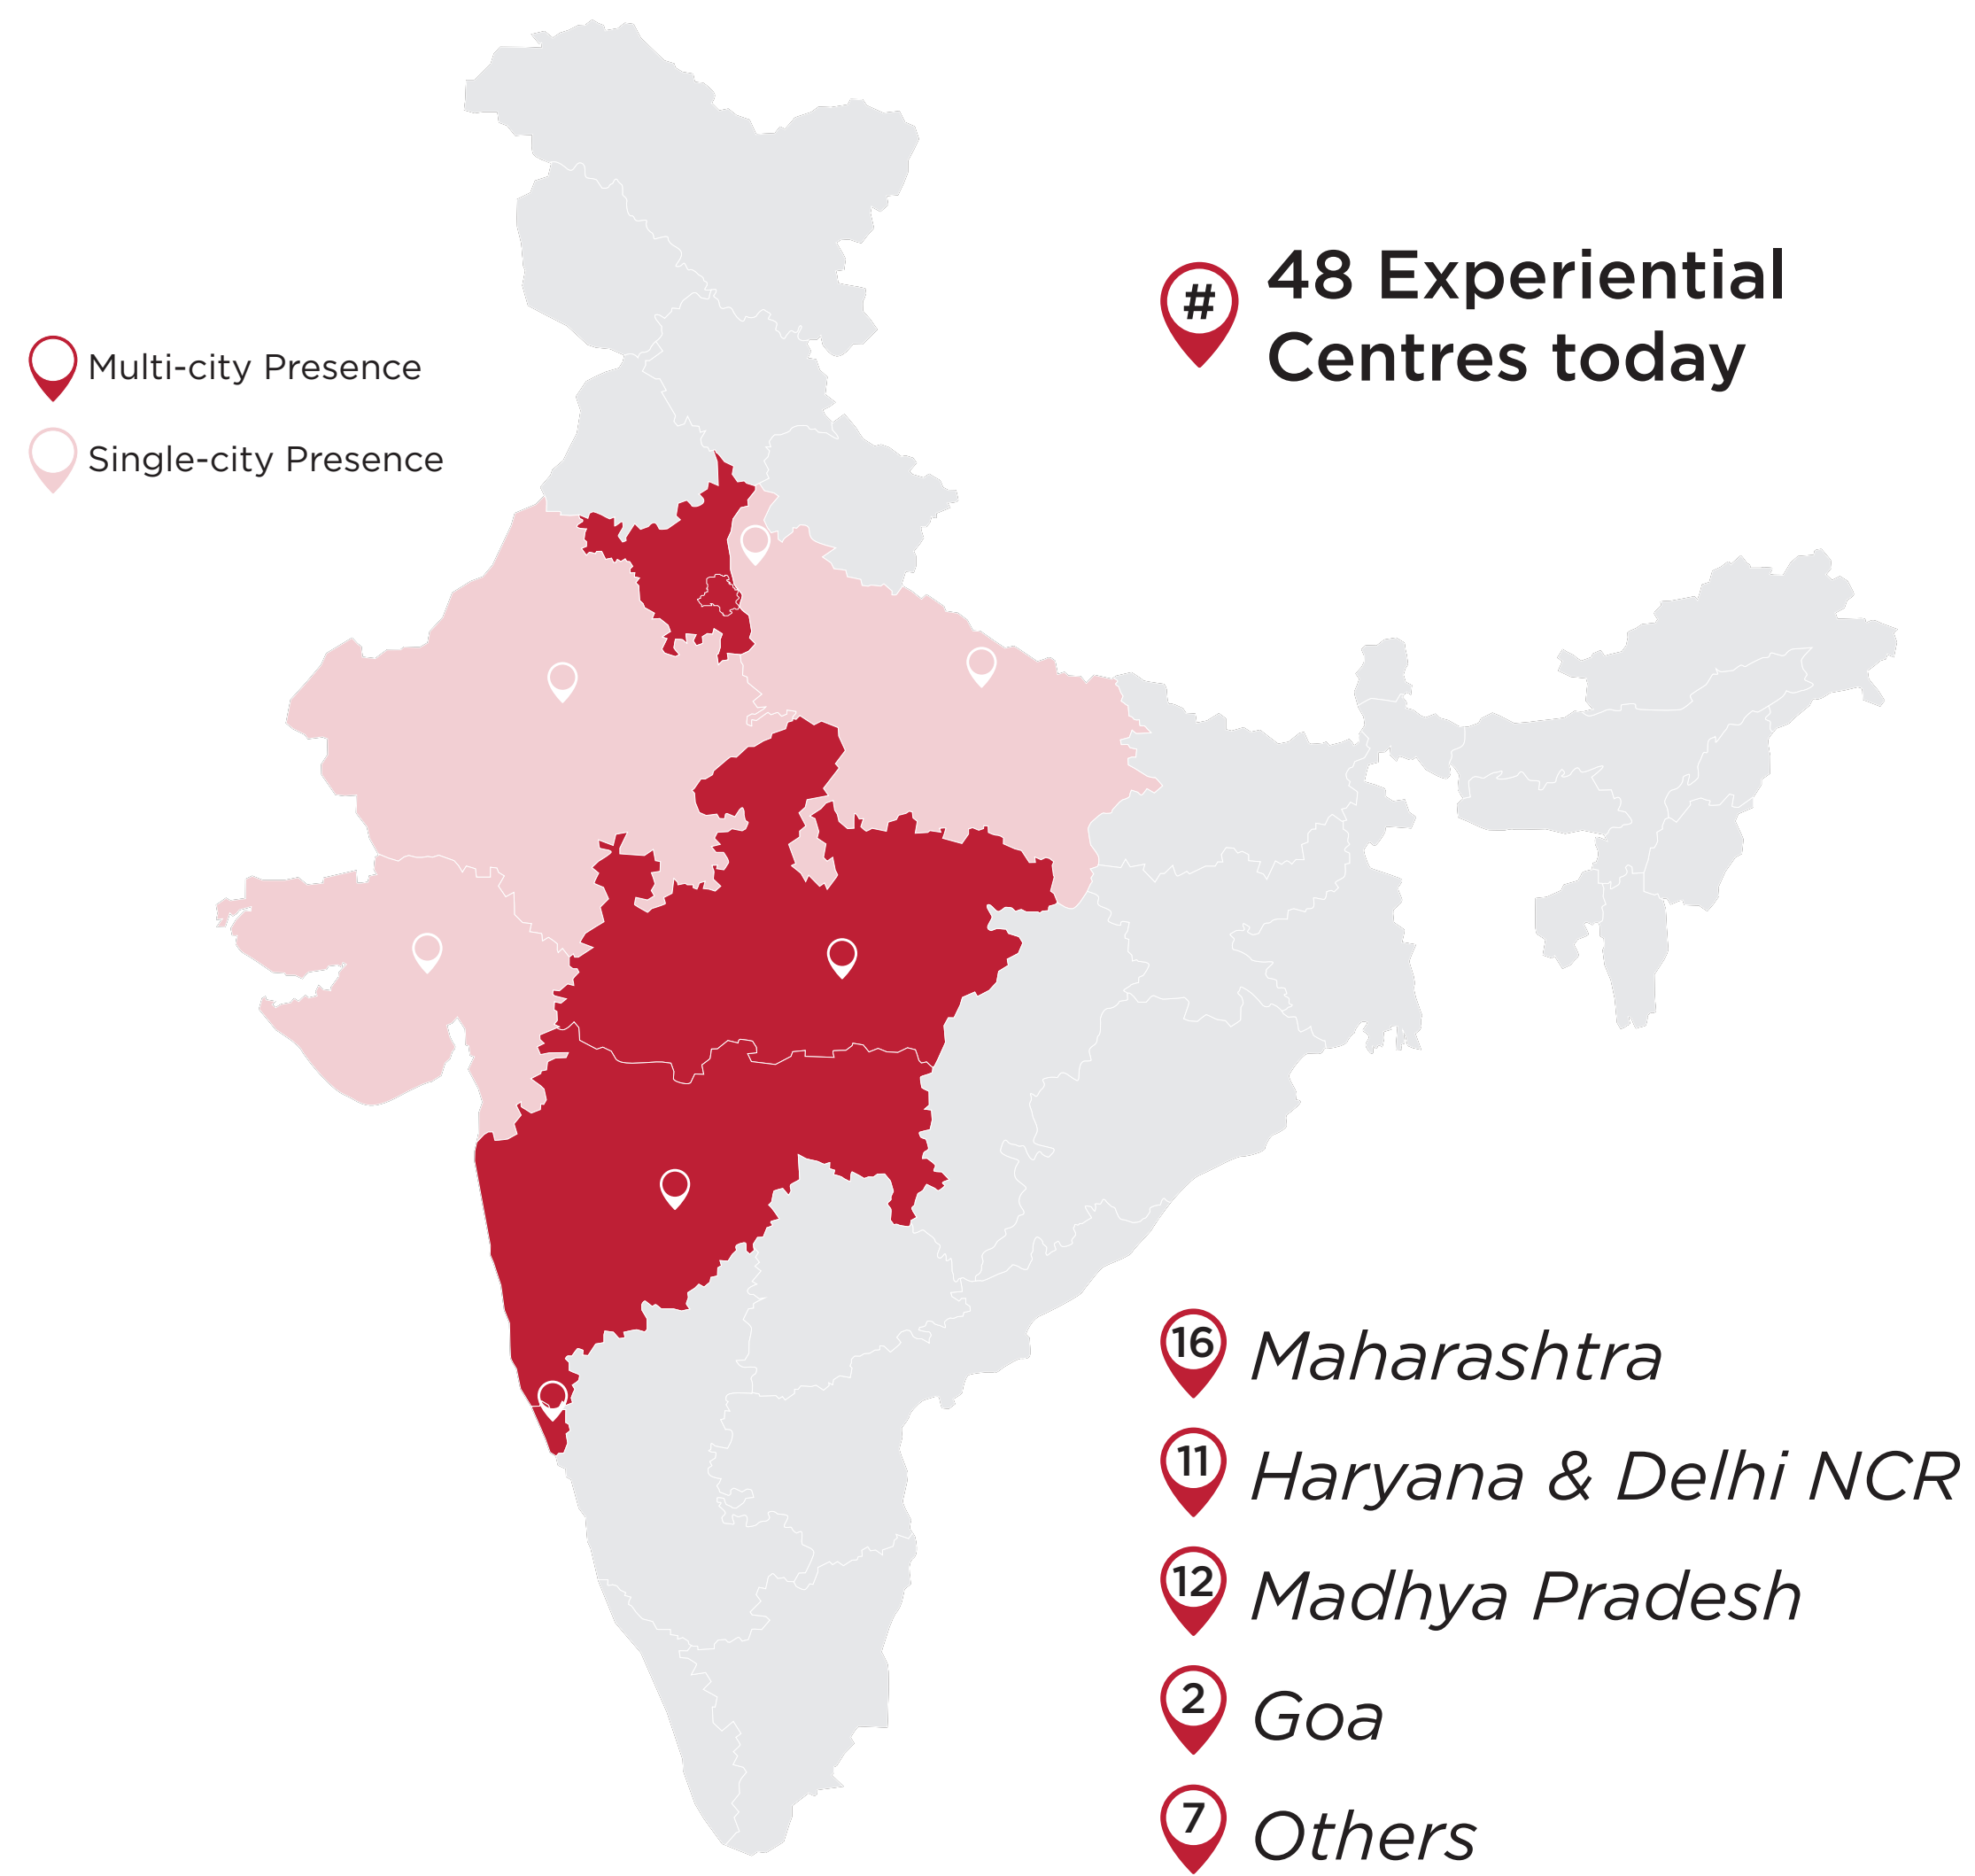 #
48 Experiential
Centres today
Multi-city Presence
Single-city Presence
16 Maharashtra
11 Haryana & Delhi NCR
12 Madhya Pradesh
2 Goa
7 Others